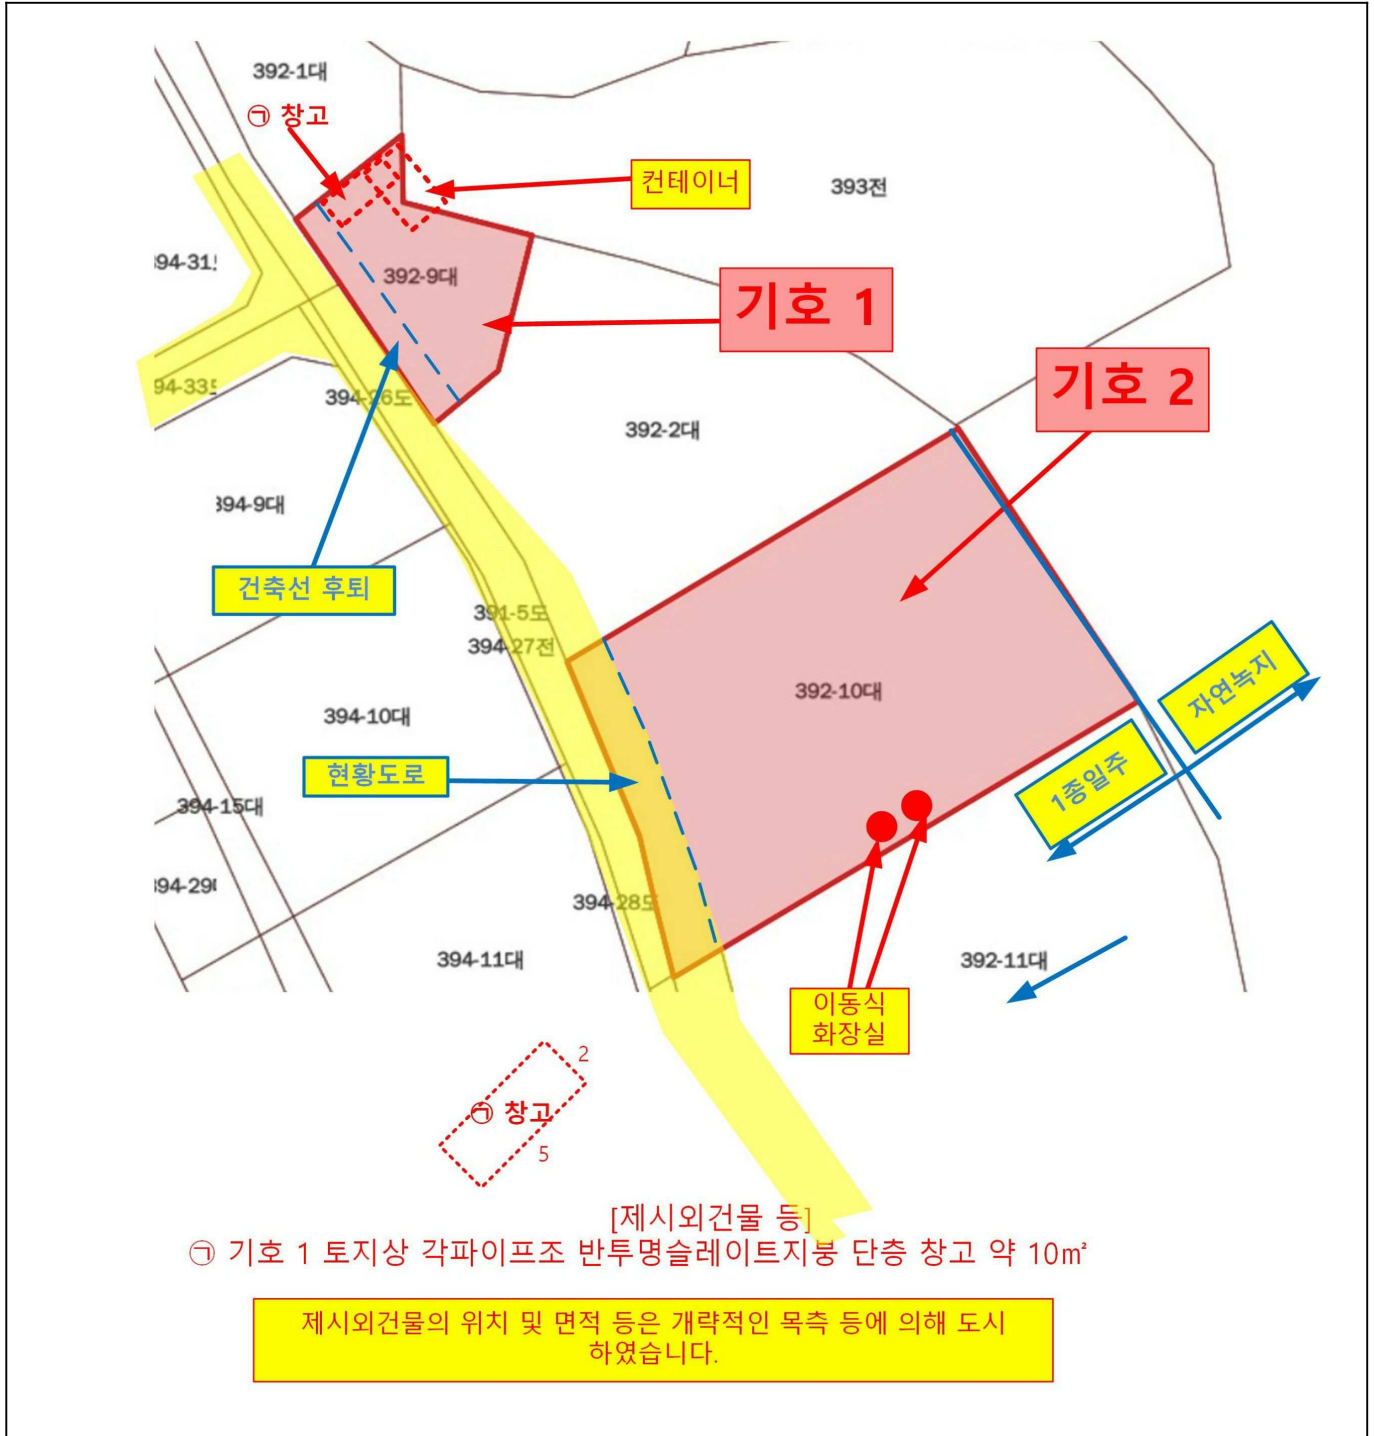 392-1대
㉠ 창고
컨테이너
393전
394-31
392-9대
기호 1
기호 2
394-33
394-26도
392-2대
394-9대
건축선 후퇴
391-5도
394-27전
자연녹지
392-10대
394-10대
현황도로
1종일주
394-15대
394-29
394-28도
394-11대
392-11대
이동식
화장실
2
㉠ 창고
5
[제시외건물 등]
㉠ 기호 1 토지상 각파이프조 반투명슬레이트지붕 단층 창고 약 10㎡
제시외건물의 위치 및 면적 등은 개략적인 목측 등에 의해 도시
하였습니다.